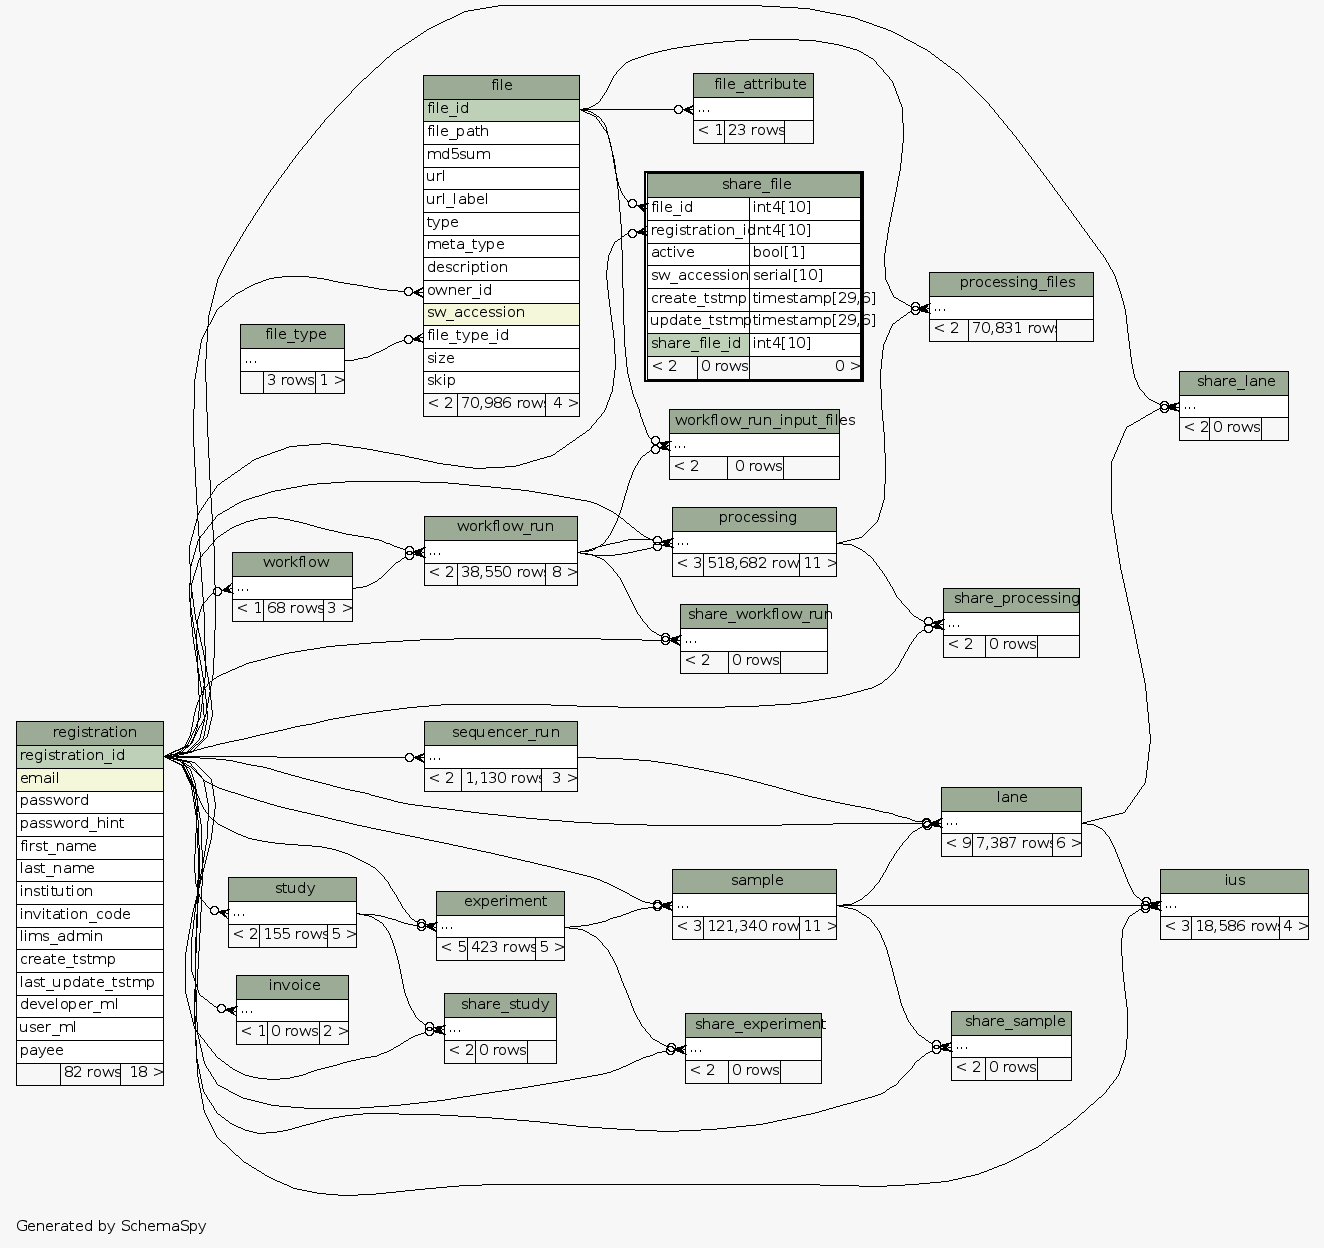 file
file_id
file_path
md5sum
url
url_label
type
meta_type
description
owner_id
sw_accession
file_type_id
size
skip
< 2 70,986 rows 4 >
file_attribute
...
< 1 23 rows
share_file
file_id int4[10]
registration_id int4[10]
active bool[1]
sw_accession serial[10]
create_tstmp timestamp[29,6]
update_tstmp timestamp[29,6]
share_file_id int4[10]
< 2 0 rows 0 >
processing_files
...
< 2 70,831 rows
file_type
...
3 rows 1 >
share_lane
...
< 2 0 rows
workflow_run_input_files
...
< 2 0 rows
processing
...
< 3 518,682 rows 11 >
workflow_run
...
< 2 38,550 rows 8 >
workflow
...
< 1 68 rows 3 >
share_processing
...
< 2 0 rows
share_workflow_run
...
< 2 0 rows
registration
registration_id
email
password
password_hint
first_name
last_name
institution
invitation_code
lims_admin
create_tstmp
last_update_tstmp
developer_ml
user_ml
payee
82 rows 18 >
sequencer_run
...
< 2 1,130 rows 3 >
lane
...
< 9 7,387 rows 6 >
sample
...
< 3 121,340 rows 11 >
ius
...
< 3 18,586 rows 4 >
study
...
< 2 155 rows 5 >
experiment
...
< 5 423 rows 5 >
invoice
...
< 1 0 rows 2 >
share_study
...
< 2 0 rows
share_experiment
...
< 2 0 rows
share_sample
...
< 2 0 rows
Generated by SchemaSpy